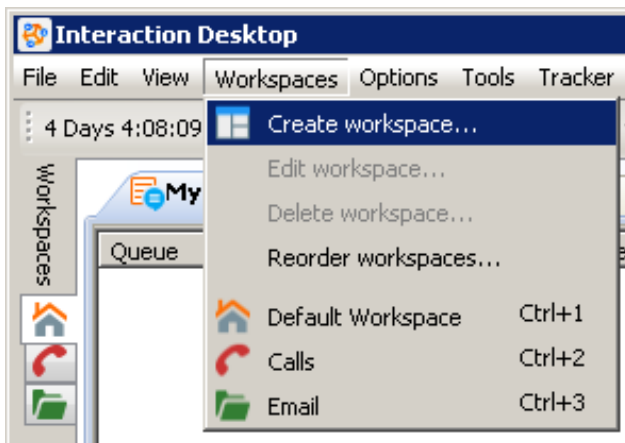 Interaction Desktop
File Edit View Workspaces Options Tools Tracker
4 Days 4:08:09
Create workspace...
Edit workspace...
Delete workspace...
Reorder workspaces...
Default Workspace Ctrl+1
Calls Ctrl+2
Email Ctrl+3
Workspaces
My
Queue